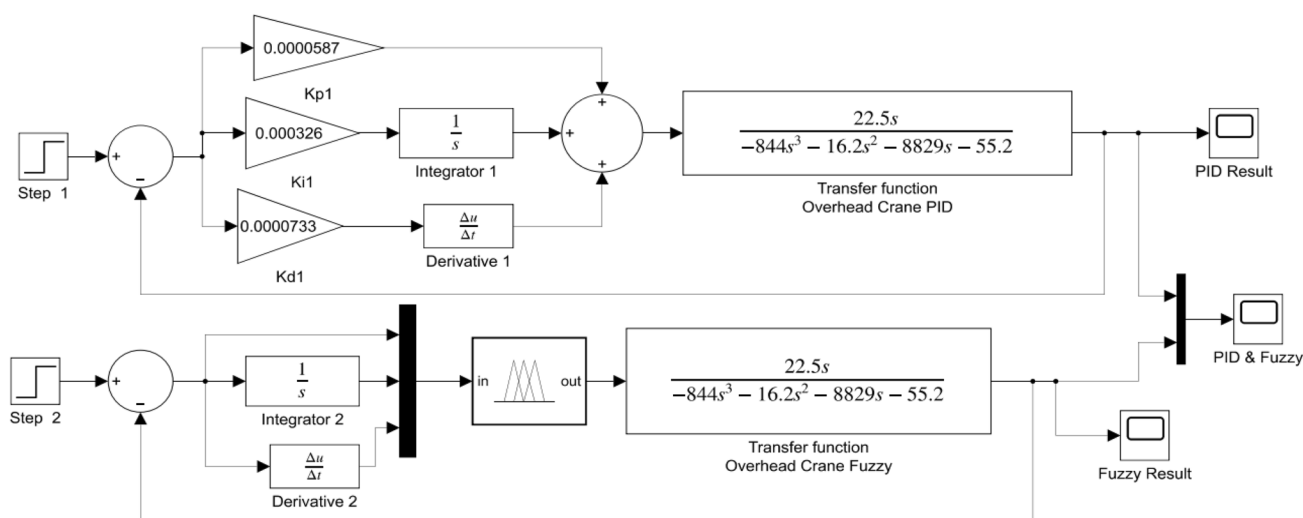 0.0000587
Kp1
Step 1
+
−
0.000326
Ki1
1
s
Integrator 1
0.0000733
Kd1
Δu
Δt
Derivative 1
+
+
+
22.5s
−844s³ − 16.2s² − 8829s − 55.2
Transfer function
Overhead Crane PID
PID Result
PID & Fuzzy
Step 2
+
−
1
s
Integrator 2
Δu
Δt
Derivative 2
in
out
22.5s
−844s³ − 16.2s² − 8829s − 55.2
Transfer function
Overhead Crane Fuzzy
Fuzzy Result